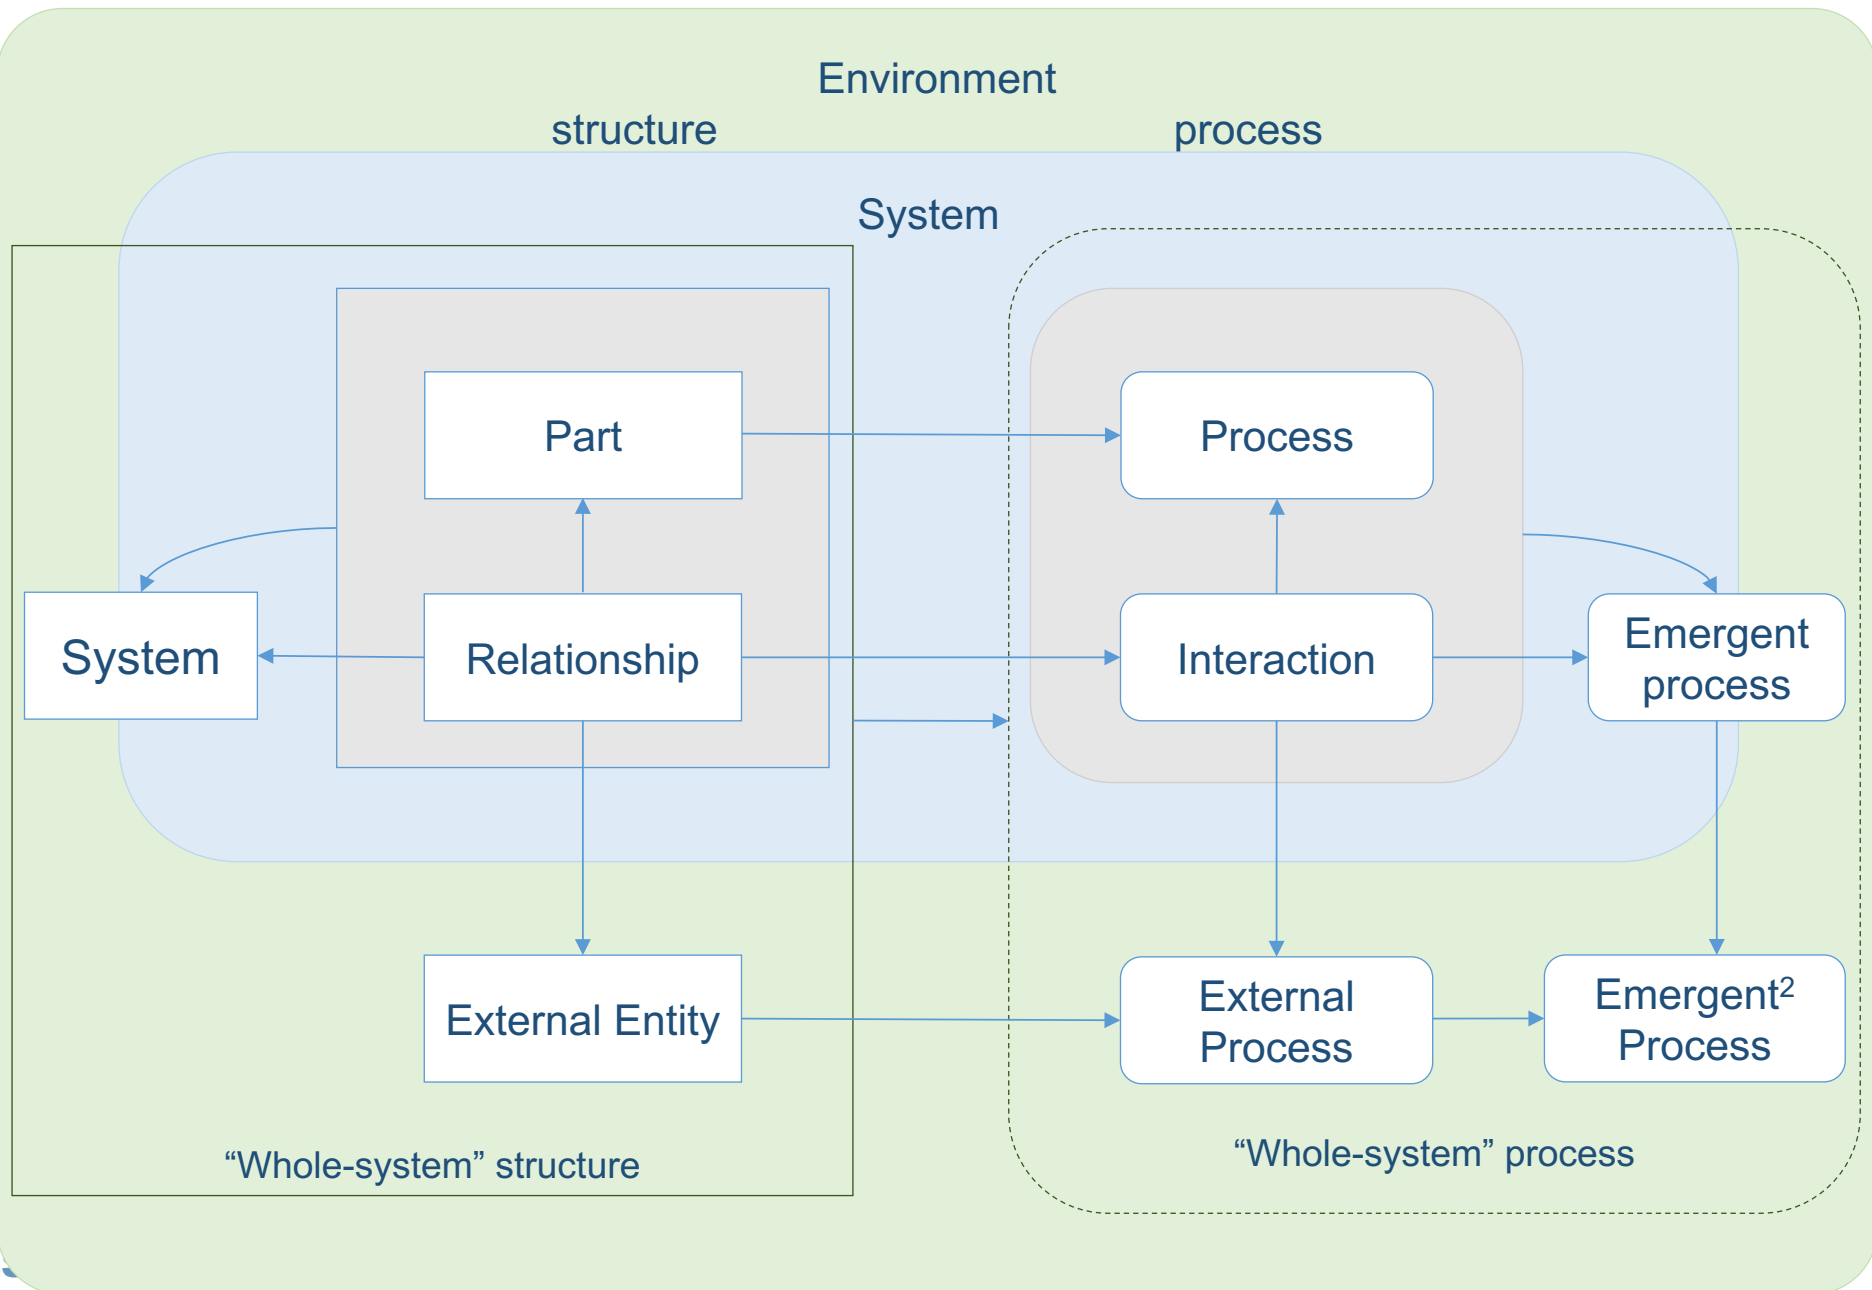 Environment
structure process
System
Part
Process
System
Relationship
Interaction
Emergent
process
External Entity
External
Process
Emergent²
Process
“Whole-system” structure
“Whole-system” process